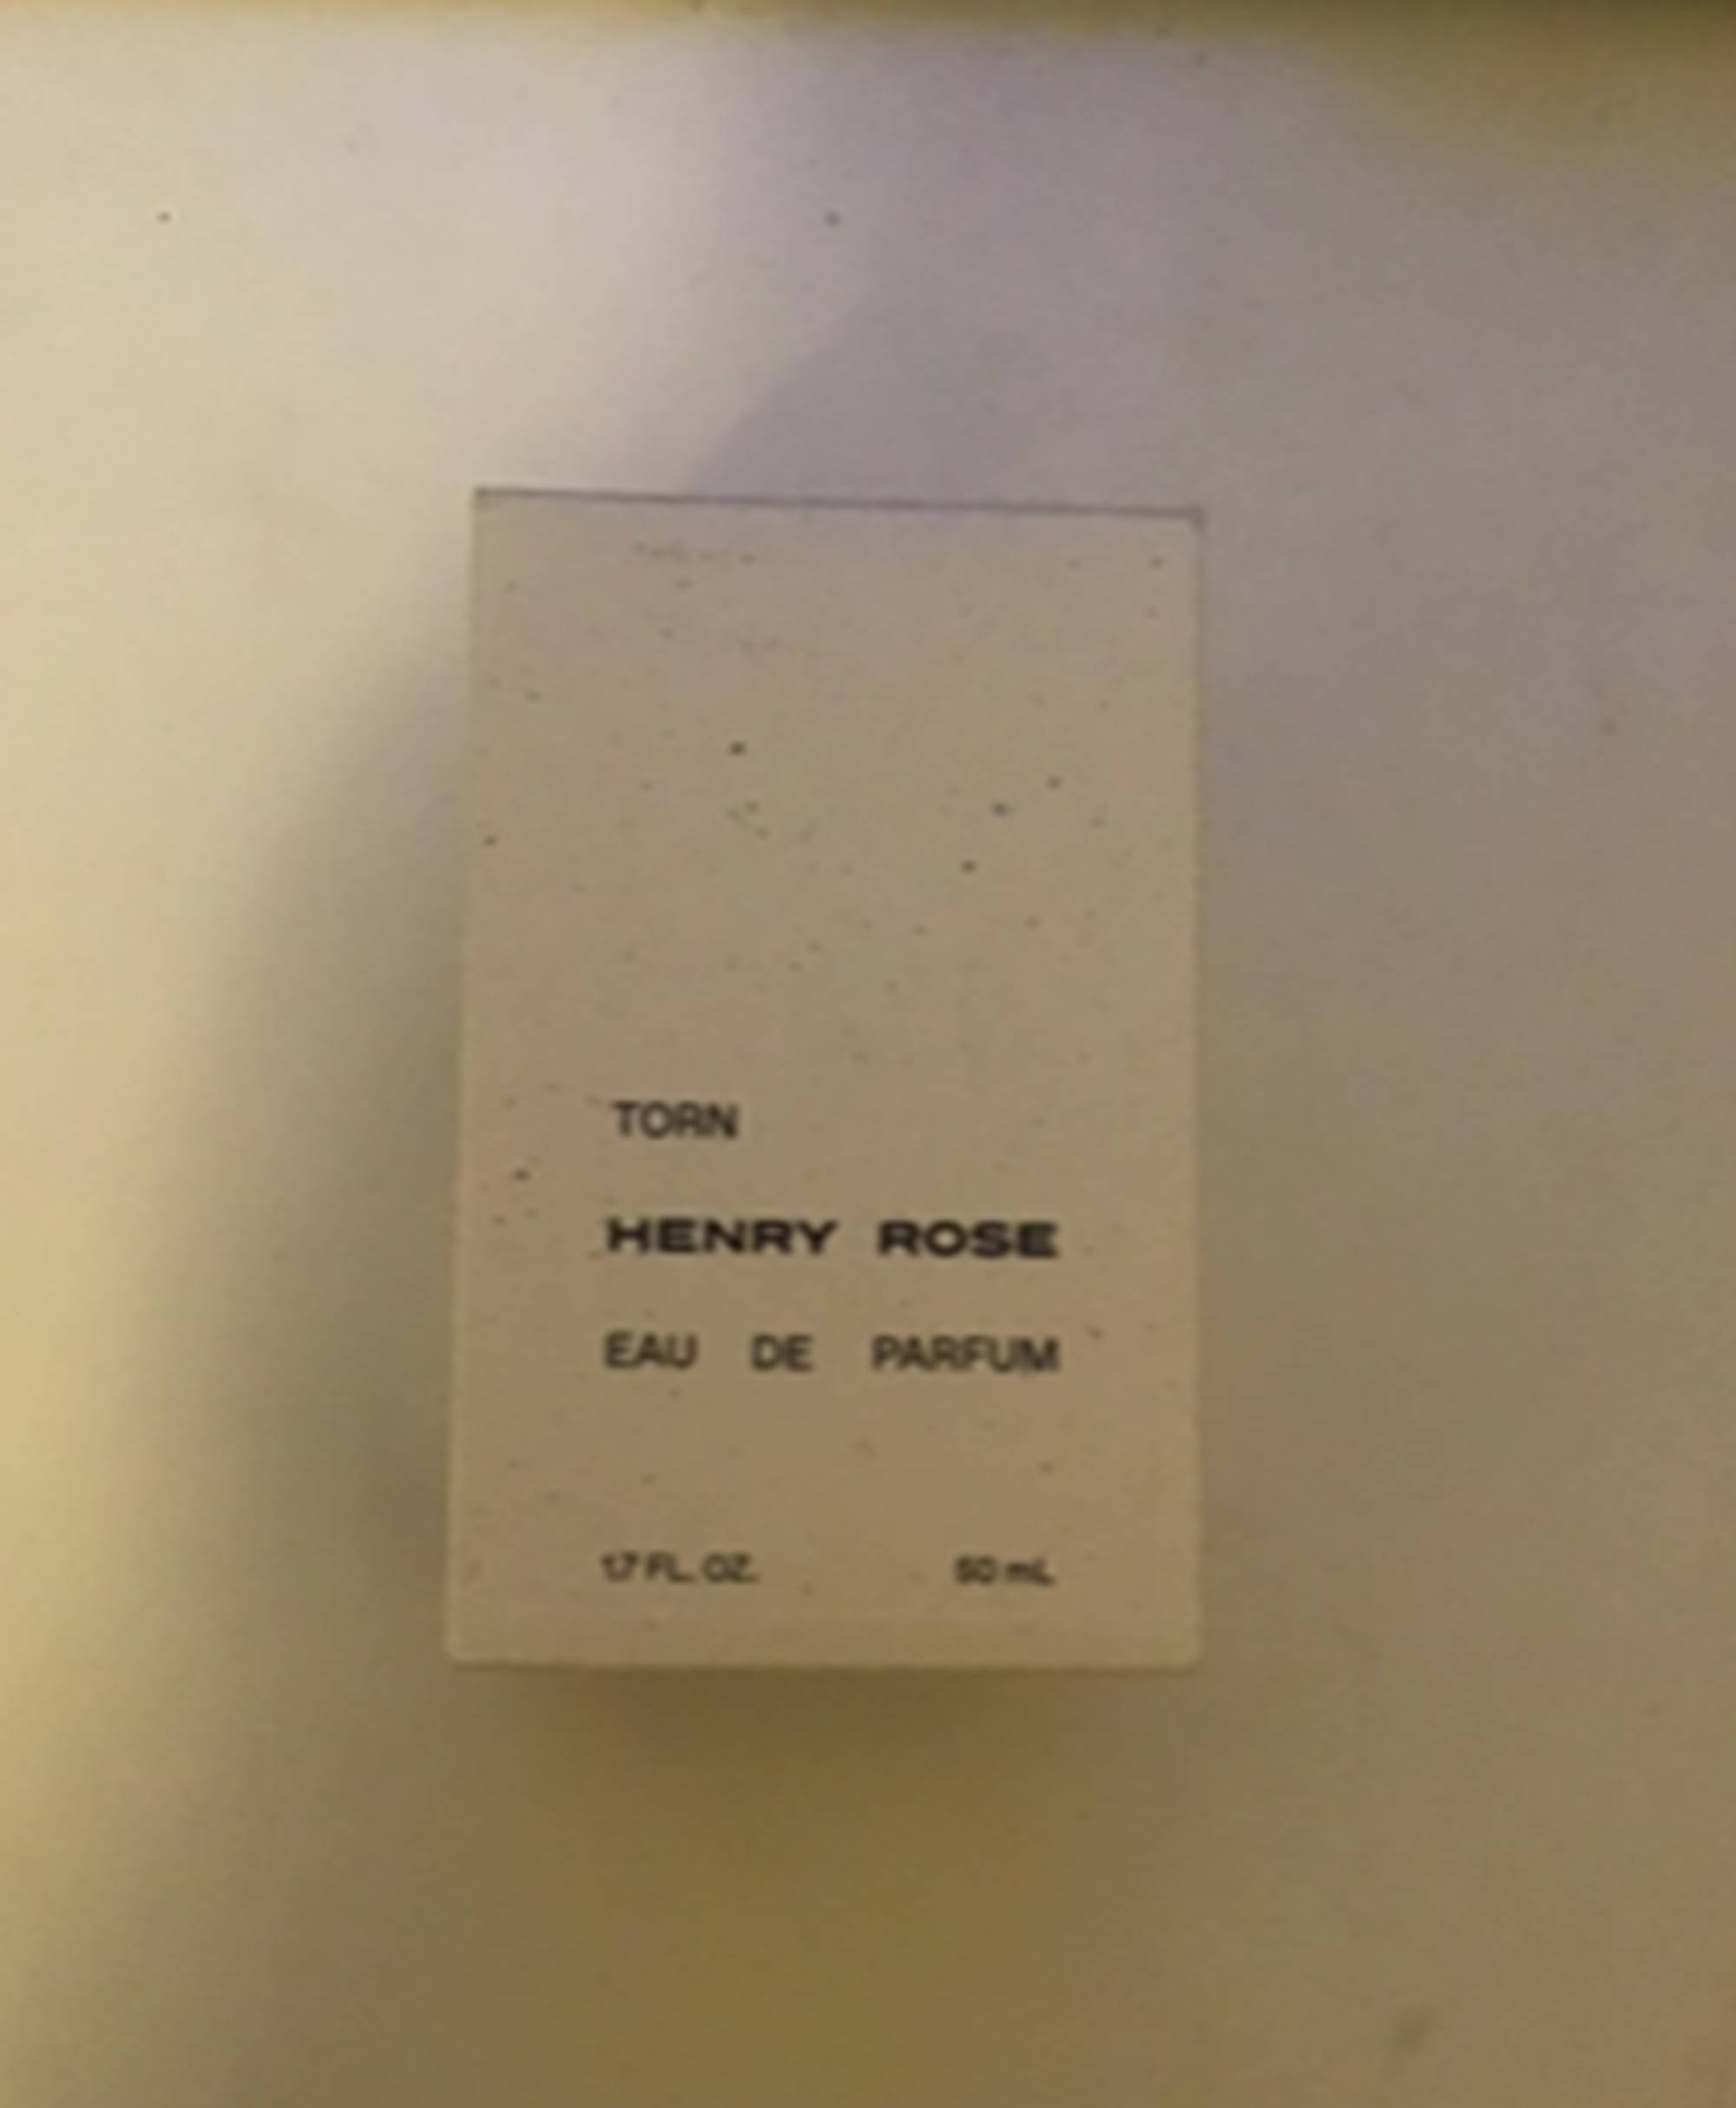 TORN
HENRY ROSE
EAU DE PARFUM
1.7 FL. OZ. 50 mL